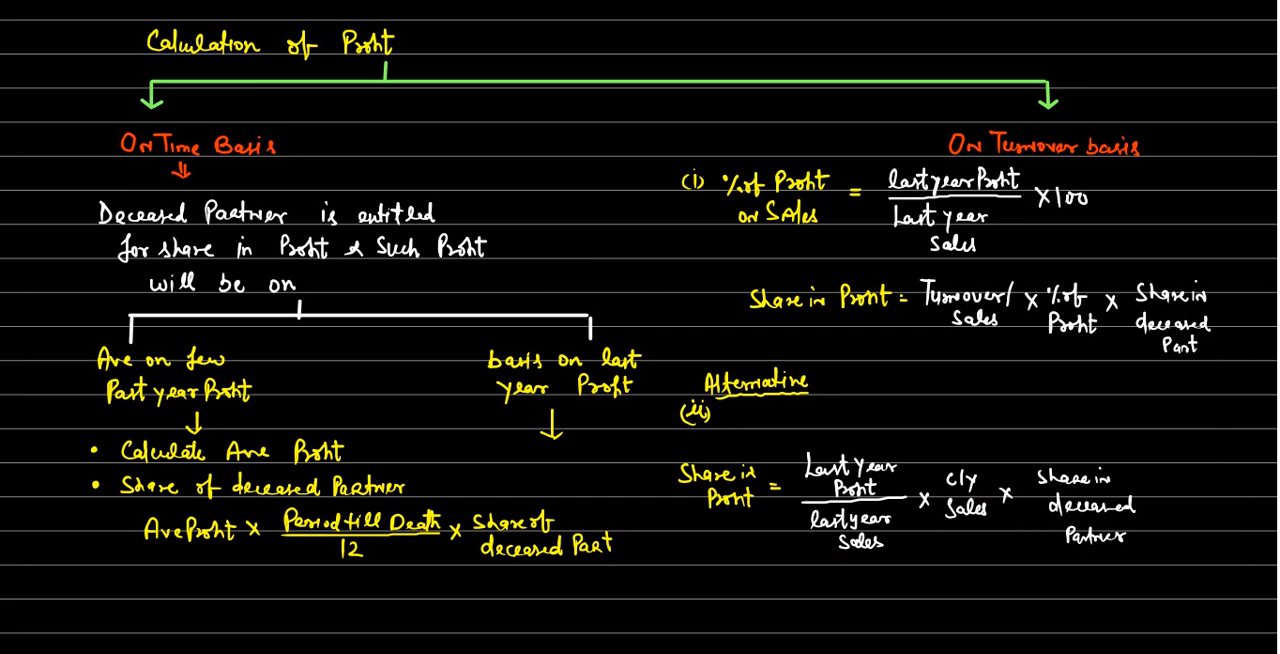 Calculation of Profit
On Time Basis
Deceased Partner is entitled
for share in Profit & Such Profit
will be on
Ave on few
Past year Profit
• Calculate Ave Profit
• Share of deceased Partner
Ave Profit × Period till Death / 12 × Share of deceased Part
basis on last
year Profit
On Turnover basis
(i) % of Profit on Sales = last year Profit / Last year Sales × 100
Share in Profit = Turnover/Sales × % of Profit × Share in deceased Part
Alternative
(ii)
Share in Profit = Last Year Profit / last year Sales × C/y Sales × Share in deceased Partner